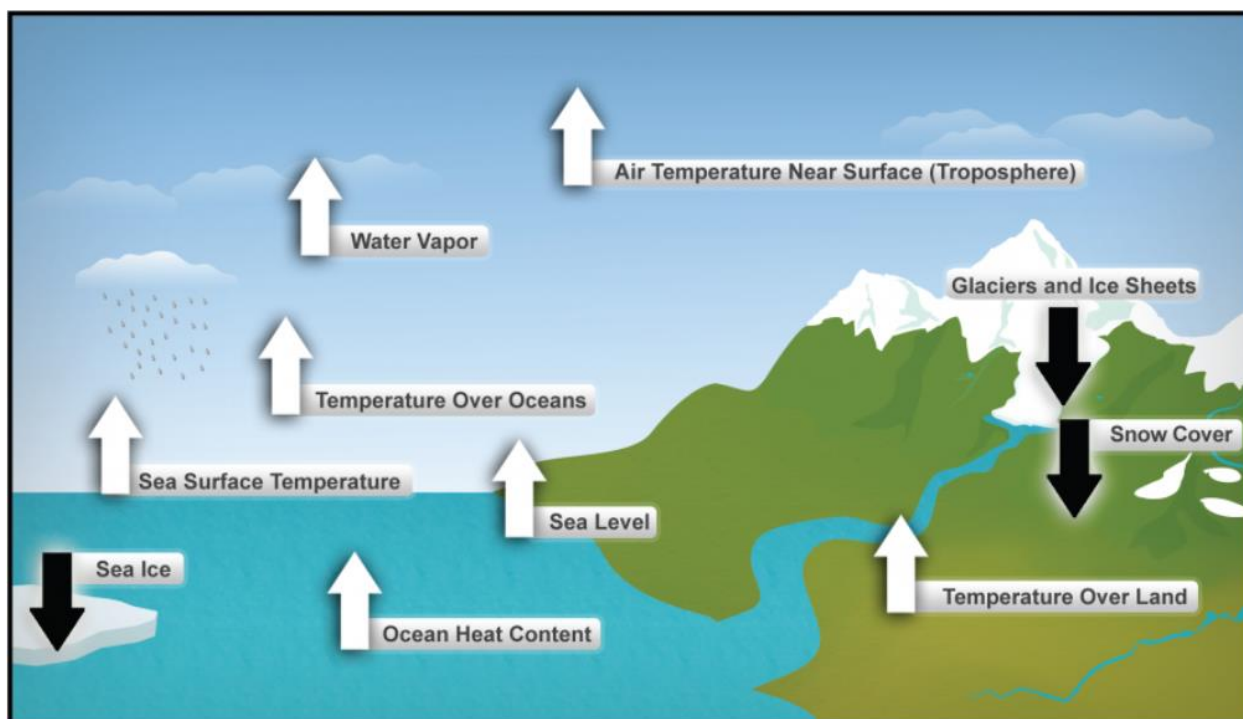 Air Temperature Near Surface (Troposphere)
Water Vapor
Glaciers and Ice Sheets
Temperature Over Oceans
Snow Cover
Sea Surface Temperature
Sea Level
Sea Ice
Temperature Over Land
Ocean Heat Content